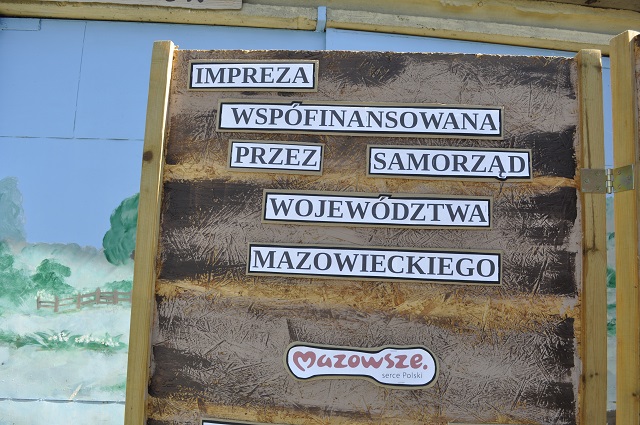 IMPREZA
WSPÓFINANSOWANA
PRZEZ SAMORZĄD
WOJEWÓDZTWA
MAZOWIECKIEGO
mazowsze.
serce Polski